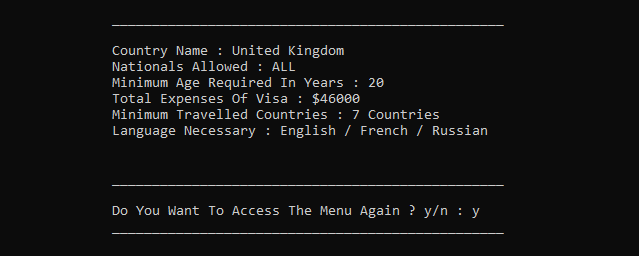 Country Name : United Kingdom
Nationals Allowed : ALL
Minimum Age Required In Years : 20
Total Expenses Of Visa : $46000
Minimum Travelled Countries : 7 Countries
Language Necessary : English / French / Russian
Do You Want To Access The Menu Again ? y/n : y